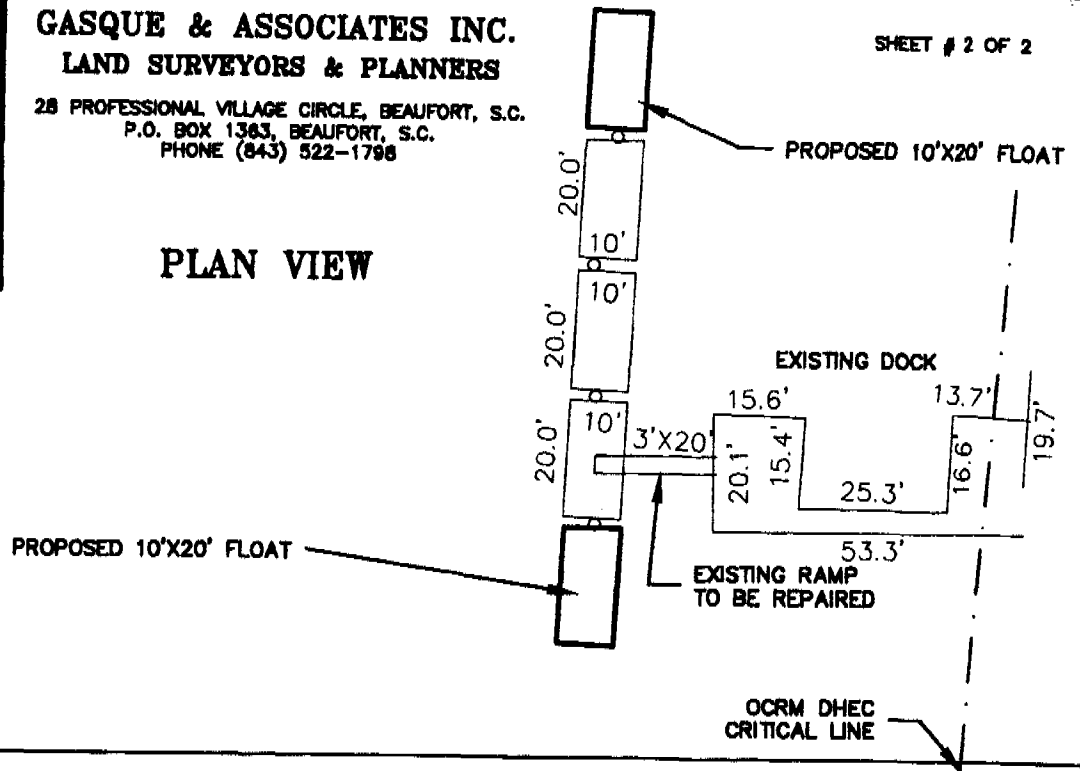 GASQUE & ASSOCIATES INC.
LAND SURVEYORS & PLANNERS
28 PROFESSIONAL VILLAGE CIRCLE, BEAUFORT, S.C.
P.O. BOX 1363, BEAUFORT, S.C.
PHONE (843) 522-1798
SHEET # 2 OF 2
PLAN VIEW
PROPOSED 10'X20' FLOAT
20.0'
10'
10'
20.0'
EXISTING DOCK
15.6'
13.7'
19.7'
10'
20.0'
3'X20'
20.1'
15.4'
16.6'
25.3'
53.3'
PROPOSED 10'X20' FLOAT
EXISTING RAMP
TO BE REPAIRED
OCRM DHEC
CRITICAL LINE